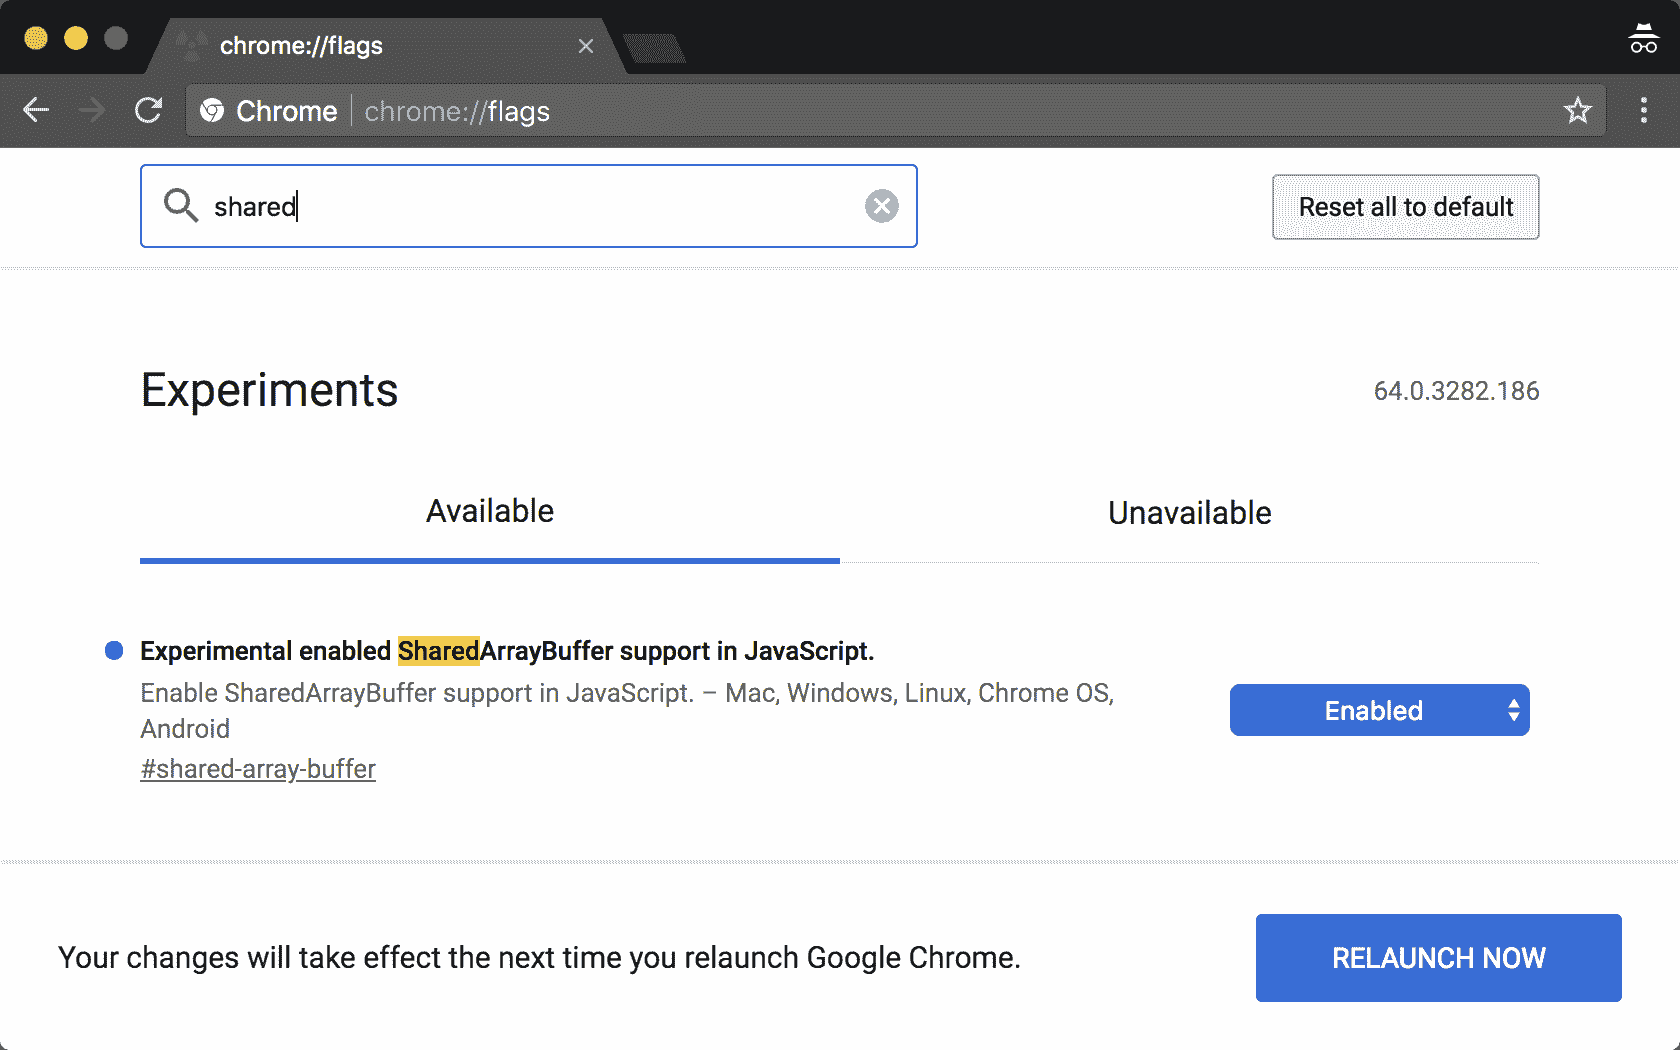 chrome://flags
Chrome chrome://flags
shared
Reset all to default
Experiments
64.0.3282.186
Available
Unavailable
Experimental enabled SharedArrayBuffer support in JavaScript.
Enable SharedArrayBuffer support in JavaScript. – Mac, Windows, Linux, Chrome OS,
Android
#shared-array-buffer
Enabled
Your changes will take effect the next time you relaunch Google Chrome.
RELAUNCH NOW